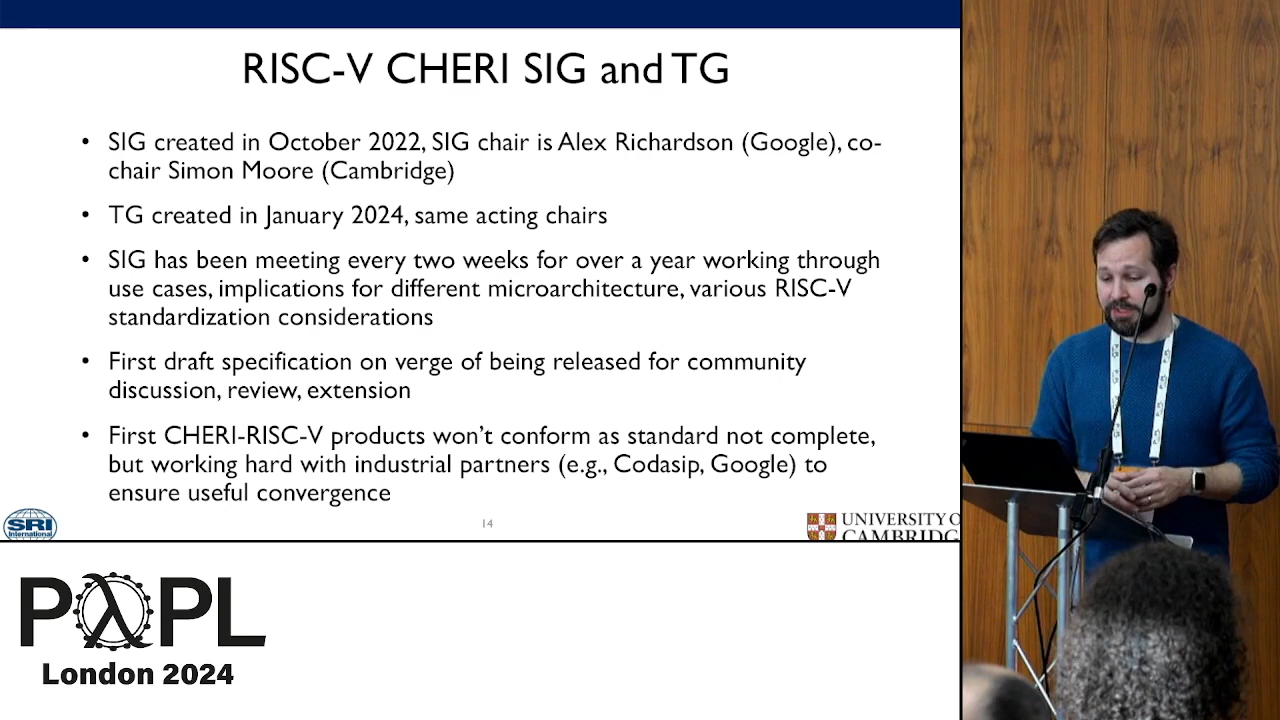 RISC-V CHERI SIG and TG
• SIG created in October 2022, SIG chair is Alex Richardson (Google), co-
chair Simon Moore (Cambridge)
• TG created in January 2024, same acting chairs
• SIG has been meeting every two weeks for over a year working through
use cases, implications for different microarchitecture, various RISC-V
standardization considerations
• First draft specification on verge of being released for community
discussion, review, extension
• First CHERI-RISC-V products won't conform as standard not complete,
but working hard with industrial partners (e.g., Codasip, Google) to
ensure useful convergence
SRI
International
14
UNIVERSITY O
CAMBRIDG
PλPL
London 2024